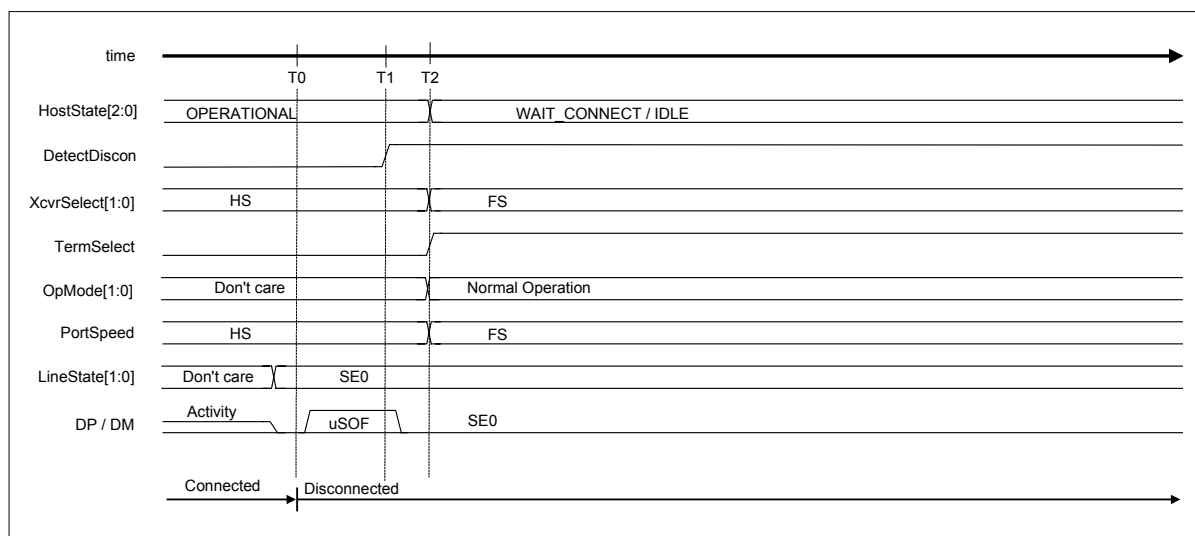 time
T0 T1 T2
HostState[2:0] OPERATIONAL WAIT_CONNECT / IDLE
DetectDiscon
XcvrSelect[1:0] HS FS
TermSelect
OpMode[1:0] Don't care Normal Operation
PortSpeed HS FS
LineState[1:0] Don't care SE0
DP / DM Activity uSOF SE0
Connected Disconnected